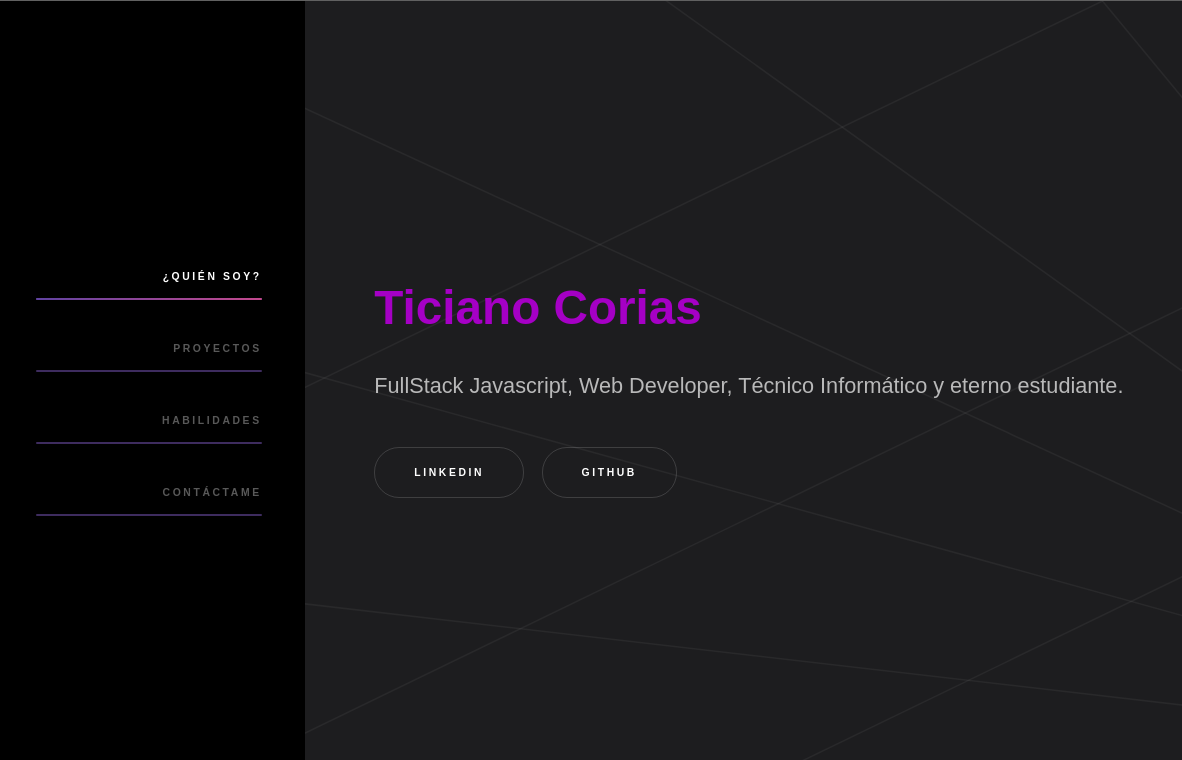 ¿QUIÉN SOY?
PROYECTOS
HABILIDADES
CONTÁCTAME
Ticiano Corias
FullStack Javascript, Web Developer, Técnico Informático y eterno estudiante.
LINKEDIN
GITHUB